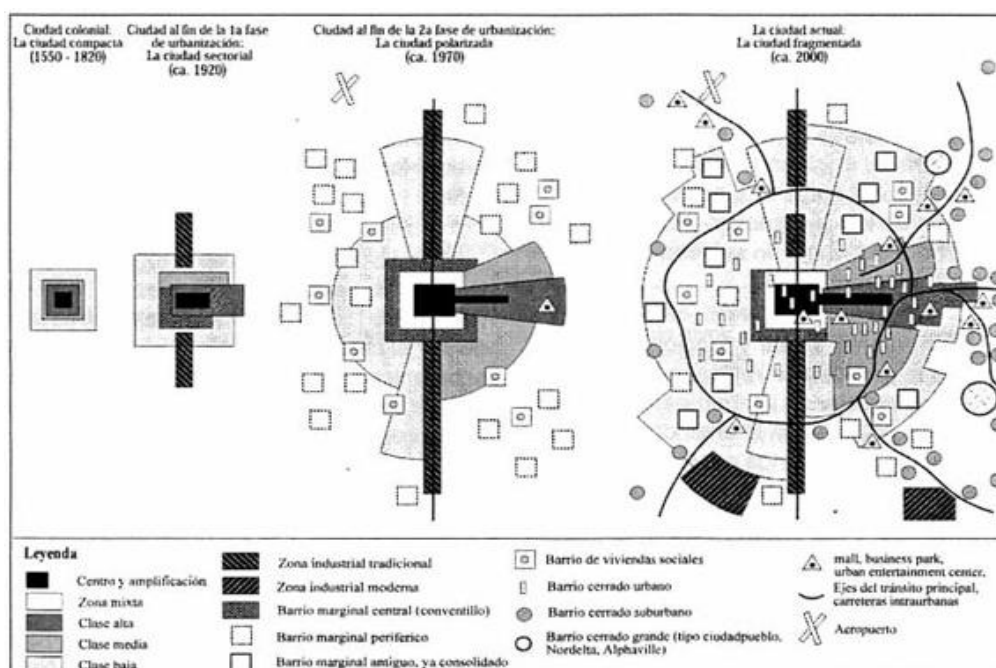 Ciudad colonial:
La ciudad compacta
(1550 - 1820)
Ciudad al fin de la 1a fase
de urbanización:
La ciudad sectorial
(ca. 1920)
Ciudad al fin de la 2a fase de urbanización:
La ciudad polarizada
(ca. 1970)
La ciudad actual:
La ciudad fragmentada
(ca. 2000)
Leyenda
Centro y amplificación
Zona mixta
Clase alta
Clase media
Clase baja
Zona industrial tradicional
Zona industrial moderna
Barrio marginal central (conventillo)
Barrio marginal periférico
Barrio marginal antiguo, ya consolidado
Barrio de viviendas sociales
Barrio cerrado urbano
Barrio cerrado suburbano
Barrio cerrado grande (tipo ciudadpueblo,
Nordelta, Alphaville)
mall, business park,
urban entertainment center,
Ejes del tránsito principal,
carreteras intraurbanas
Aeropuerto